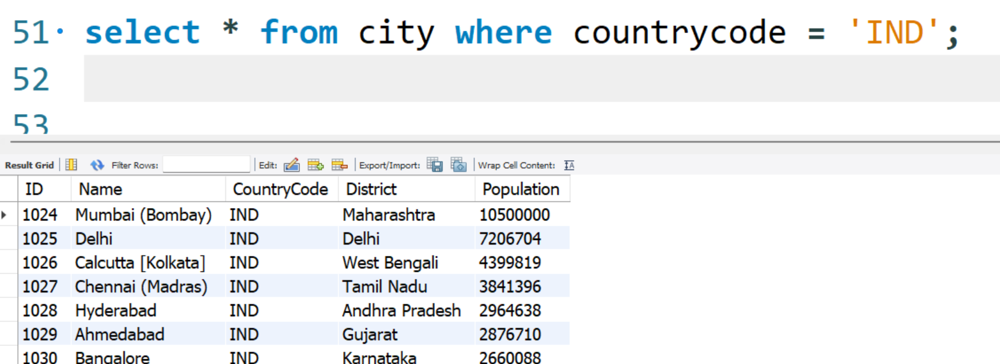 51 select * from city where countrycode = 'IND';
52
53
Result Grid Filter Rows: Edit: Export/Import: Wrap Cell Content: IA
ID Name CountryCode District Population
1024 Mumbai (Bombay) IND Maharashtra 10500000
1025 Delhi IND Delhi 7206704
1026 Calcutta [Kolkata] IND West Bengali 4399819
1027 Chennai (Madras) IND Tamil Nadu 3841396
1028 Hyderabad IND Andhra Pradesh 2964638
1029 Ahmedabad IND Gujarat 2876710
1030 Bangalore IND Karnataka 2660088